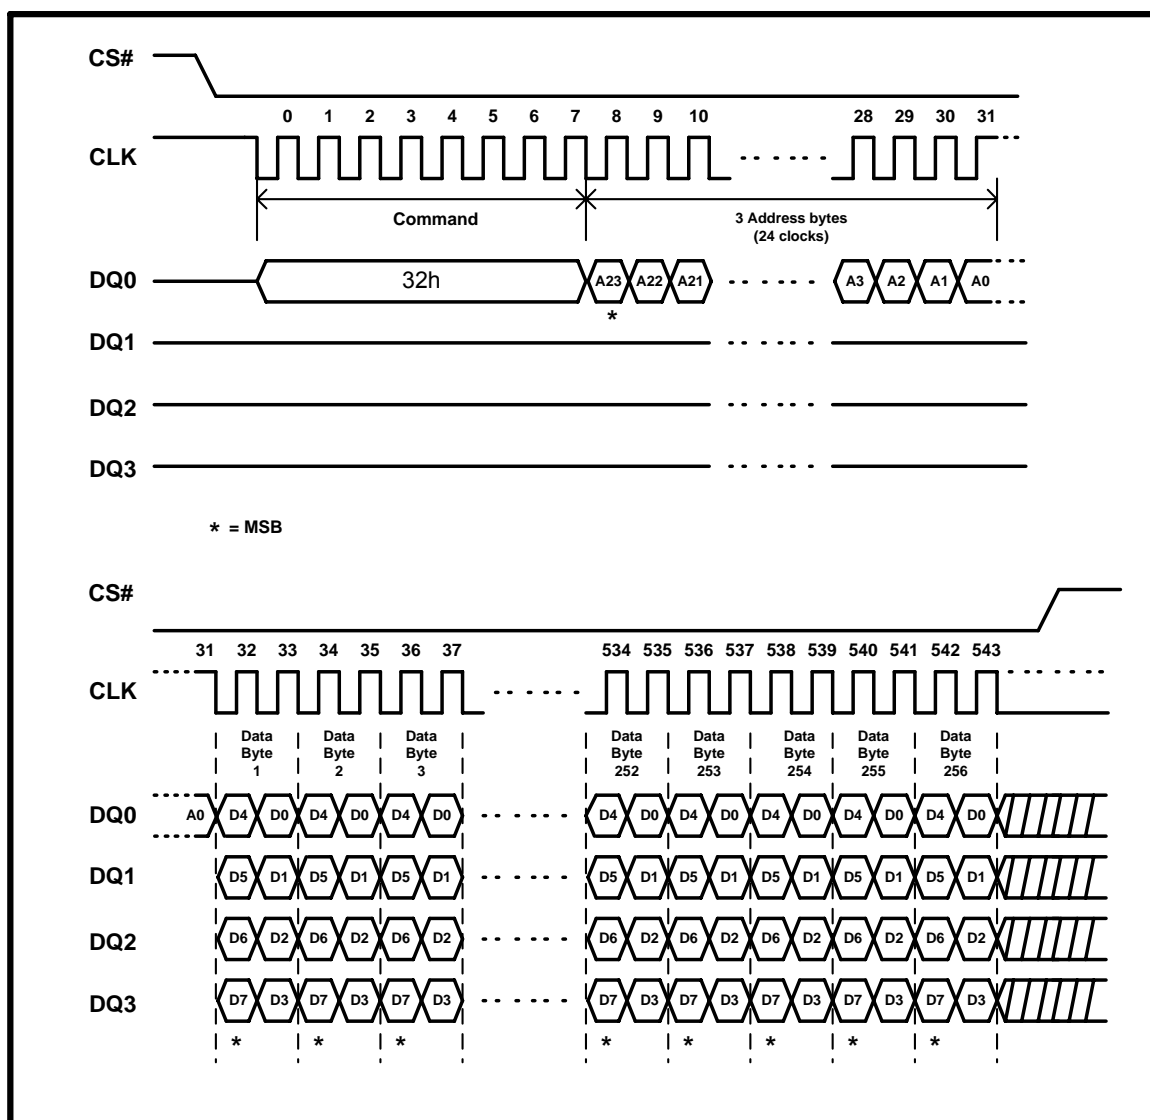 CS#
0 1 2 3 4 5 6 7 8 9 10 28 29 30 31
CLK
Command
3 Address bytes
(24 clocks)
DQ0 32h A23 A22 A21 A3 A2 A1 A0
*
DQ1
DQ2
DQ3
* = MSB
CS#
31 32 33 34 35 36 37 534 535 536 537 538 539 540 541 542 543
CLK
Data Data Data Data Data Data Data Data
Byte Byte Byte Byte Byte Byte Byte Byte
1 2 3 252 253 254 255 256
DQ0 A0 D4 D0 D4 D0 D4 D0 D4 D0 D4 D0 D4 D0 D4 D0 D4 D0
DQ1 D5 D1 D5 D1 D5 D1 D5 D1 D5 D1 D5 D1 D5 D1 D5 D1
DQ2 D6 D2 D6 D2 D6 D2 D6 D2 D6 D2 D6 D2 D6 D2 D6 D2
DQ3 D7 D3 D7 D3 D7 D3 D7 D3 D7 D3 D7 D3 D7 D3 D7 D3
* * * * * * * *